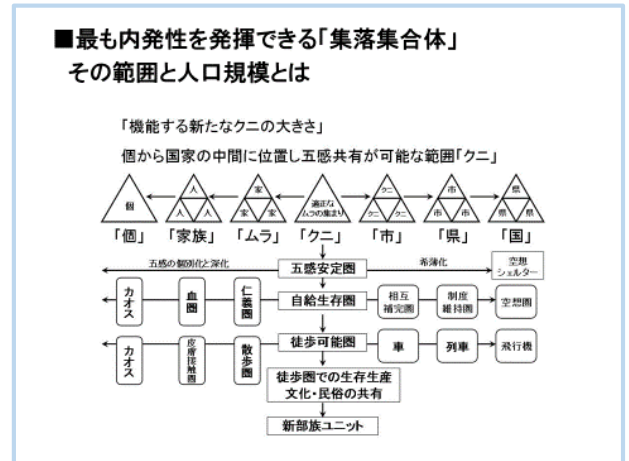 ■最も内発性を発揮できる「集落集合体」
その範囲と人口規模とは
「機能する新たなクニの大きさ」
個から国家の中間に位置し五感共有が可能な範囲「クニ」
個
人
人 人
家
家 家
適正な
ムラの集まり
クニ
クニ クニ
市
市 市
県
県 県
「個」 「家族」 「ムラ」 「クニ」 「市」 「県」 「国」
五感の個別化と深化
五感安定圏
希薄化
空想
シェルター
カオス
血圏
仁義圏
自給生存圏
相互
補完圏
制度
維持圏
空想圏
カオス
皮膚接触圏
散歩圏
徒歩可能圏
車
列車
飛行機
徒歩圏での生存生産
文化・民俗の共有
新部族ユニット